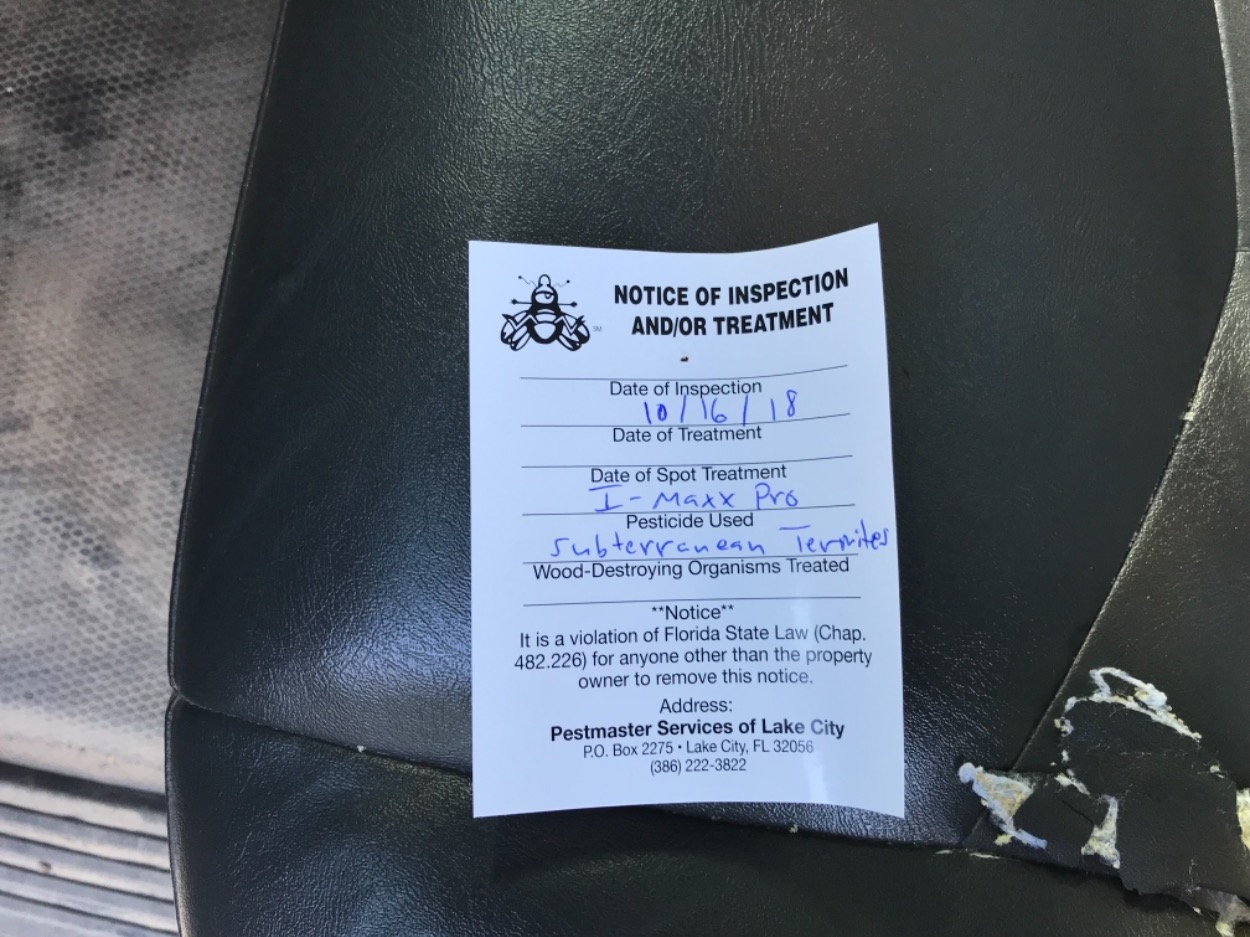 NOTICE OF INSPECTION
AND/OR TREATMENT
SM
Date of Inspection
10/16/18
Date of Treatment
Date of Spot Treatment
I-Maxx Pro
Pesticide Used
Subterranean Termites
Wood-Destroying Organisms Treated
**Notice**
It is a violation of Florida State Law (Chap.
482.226) for anyone other than the property
owner to remove this notice.
Address:
Pestmaster Services of Lake City
P.O. Box 2275 • Lake City, FL 32056
(386) 222-3822